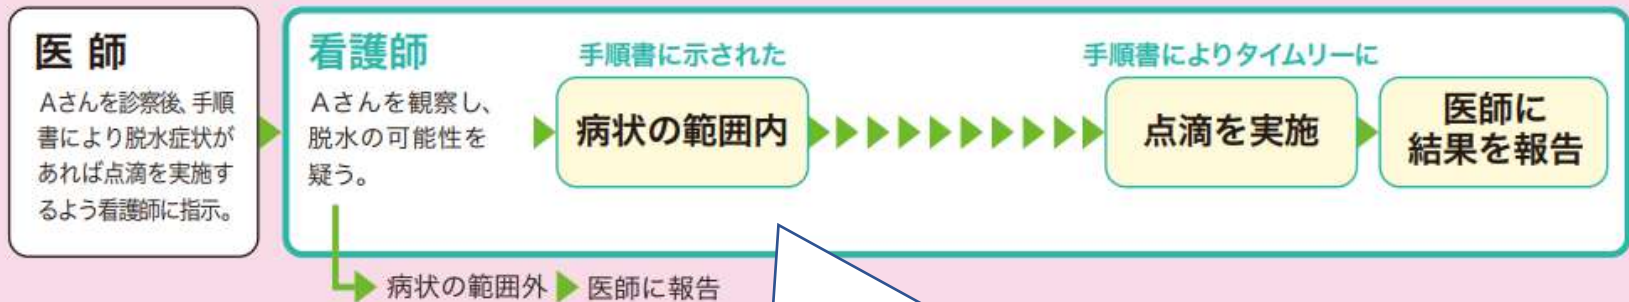 医師
Aさんを診察後、手順
書により脱水症状が
あれば点滴を実施す
るよう看護師に指示。
看護師
Aさんを観察し、
脱水の可能性を
疑う。
手順書に示された
病状の範囲内
手順書によりタイムリーに
点滴を実施
医師に
結果を報告
病状の範囲外
医師に報告